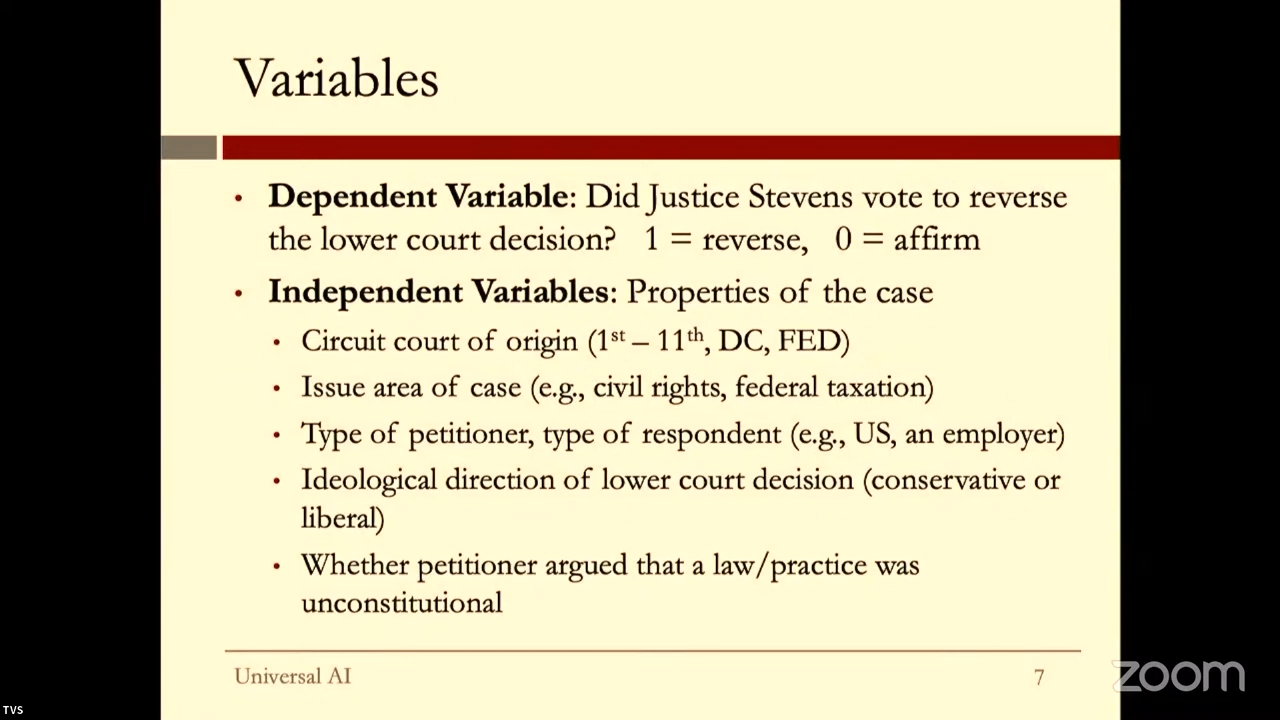 Variables
• Dependent Variable: Did Justice Stevens vote to reverse
the lower court decision? 1 = reverse, 0 = affirm
• Independent Variables: Properties of the case
• Circuit court of origin (1st – 11th, DC, FED)
• Issue area of case (e.g., civil rights, federal taxation)
• Type of petitioner, type of respondent (e.g., US, an employer)
• Ideological direction of lower court decision (conservative or
liberal)
• Whether petitioner argued that a law/practice was
unconstitutional
Universal AI
7
zoom
TVS